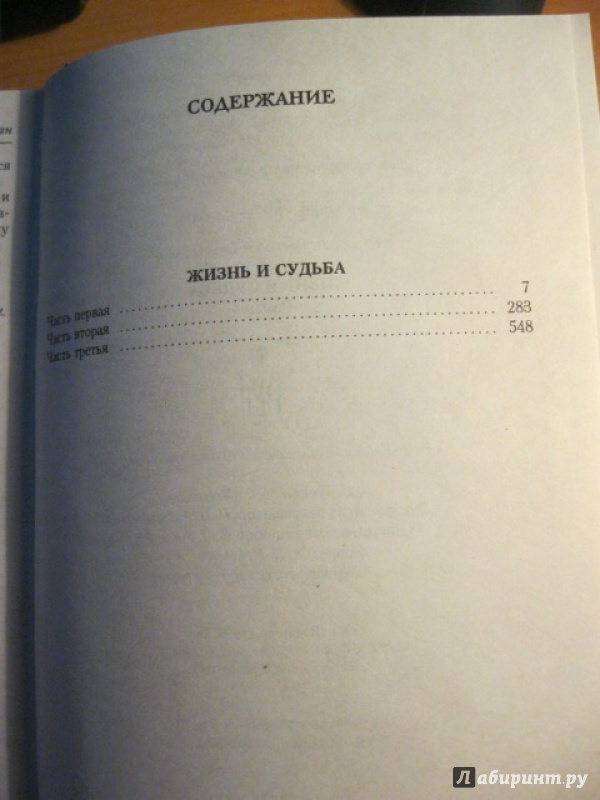 СОДЕРЖАНИЕ
ЖИЗНЬ И СУДЬБА
Часть первая 7
Часть вторая 283
Часть третья 548
Лабиринт.ру